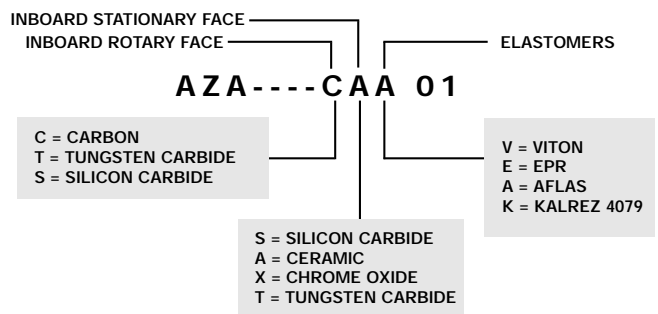 INBOARD STATIONARY FACE
INBOARD ROTARY FACE
ELASTOMERS
AZA----CAA 01
C = CARBON
T = TUNGSTEN CARBIDE
S = SILICON CARBIDE
V = VITON
E = EPR
A = AFLAS
K = KALREZ 4079
S = SILICON CARBIDE
A = CERAMIC
X = CHROME OXIDE
T = TUNGSTEN CARBIDE